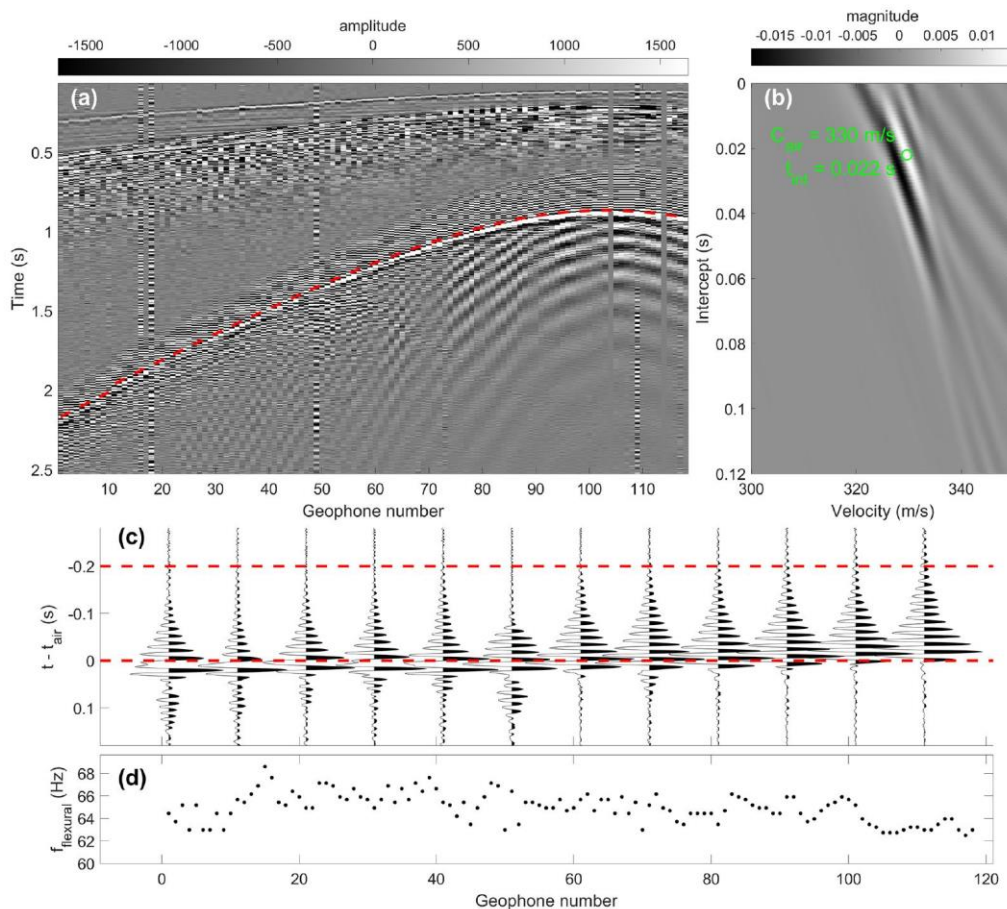 amplitude
-1500 -1000 -500 0 500 1000 1500
(a)
0.5
1
1.5
2
2.5
Time (s)
10 20 30 40 50 60 70 80 90 100 110
Geophone number
magnitude
-0.015 -0.01 -0.005 0 0.005 0.01
(b)
C_air = 330 m/s
t_int = 0.022 s
0
0.02
0.04
0.06
0.08
0.1
0.12
Intercept (s)
300 320 340
Velocity (m/s)
(c)
-0.2
-0.1
0
0.1
t - t_air (s)
(d)
68
66
64
62
60
f_flexural (Hz)
0 20 40 60 80 100 120
Geophone number